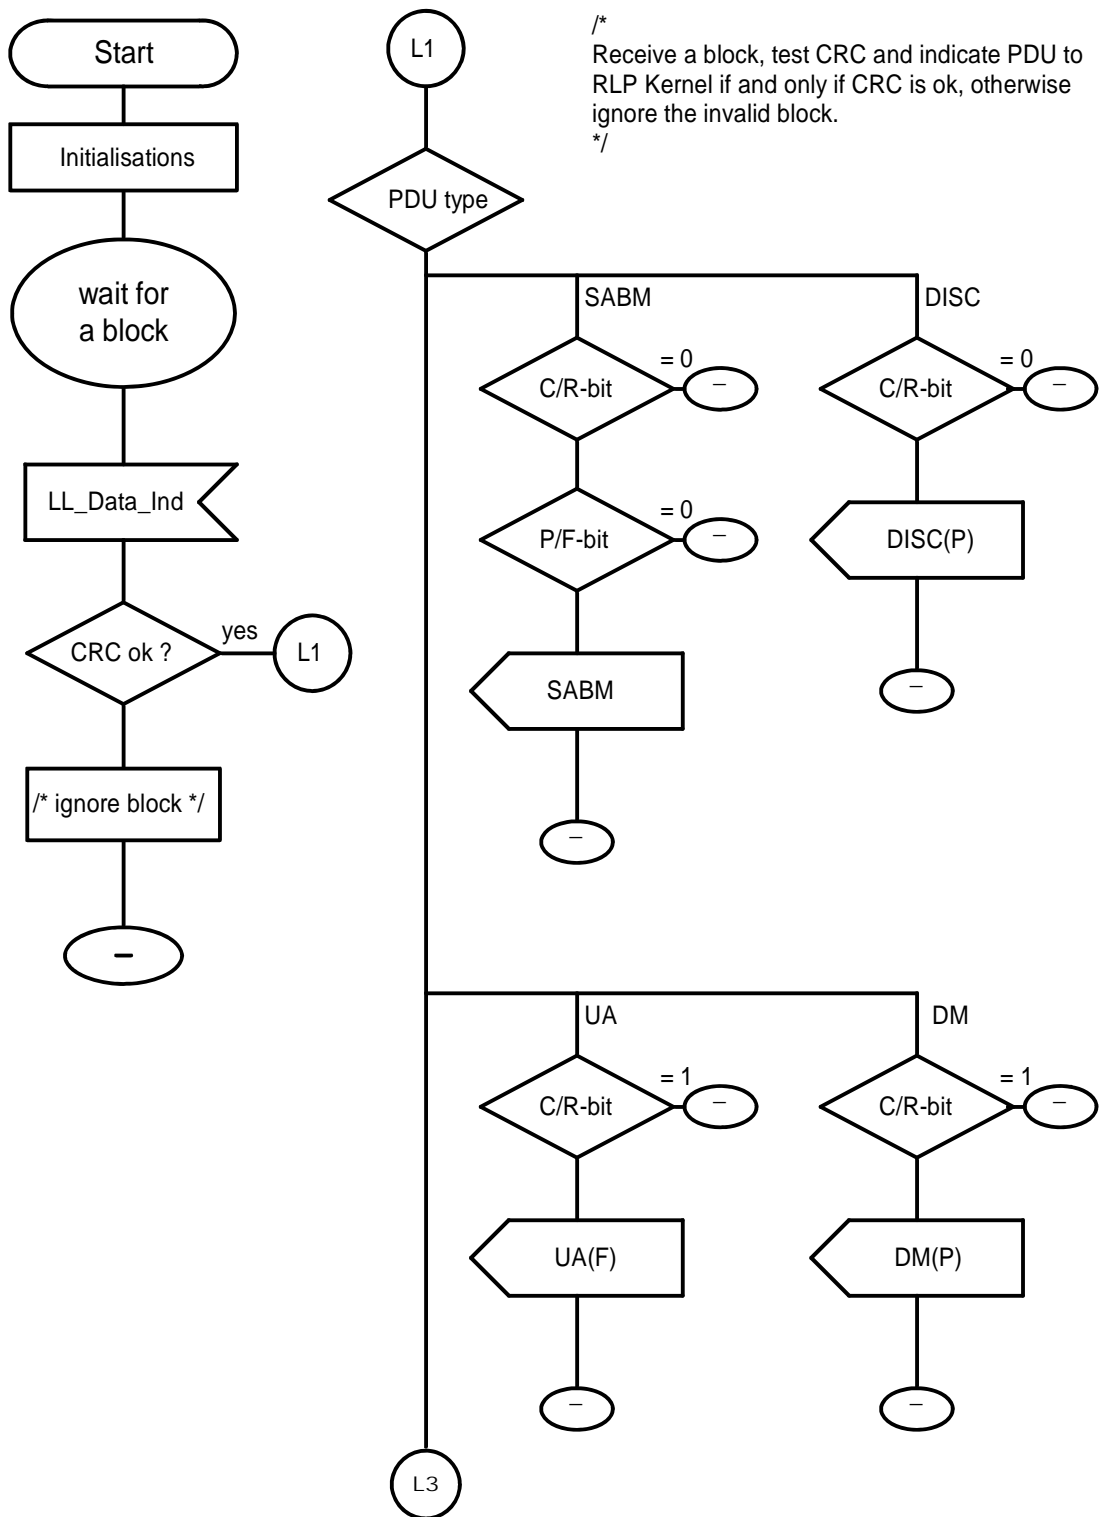 Start
Initialisations
wait for
a block
LL_Data_Ind
CRC ok ?
yes
L1
/* ignore block */
–
L1
PDU type
/*
Receive a block, test CRC and indicate PDU to
RLP Kernel if and only if CRC is ok, otherwise
ignore the invalid block.
*/
SABM
C/R-bit
= 0
–
P/F-bit
= 0
–
SABM
–
DISC
C/R-bit
= 0
–
DISC(P)
–
UA
C/R-bit
= 1
–
UA(F)
–
DM
C/R-bit
= 1
–
DM(P)
–
L3